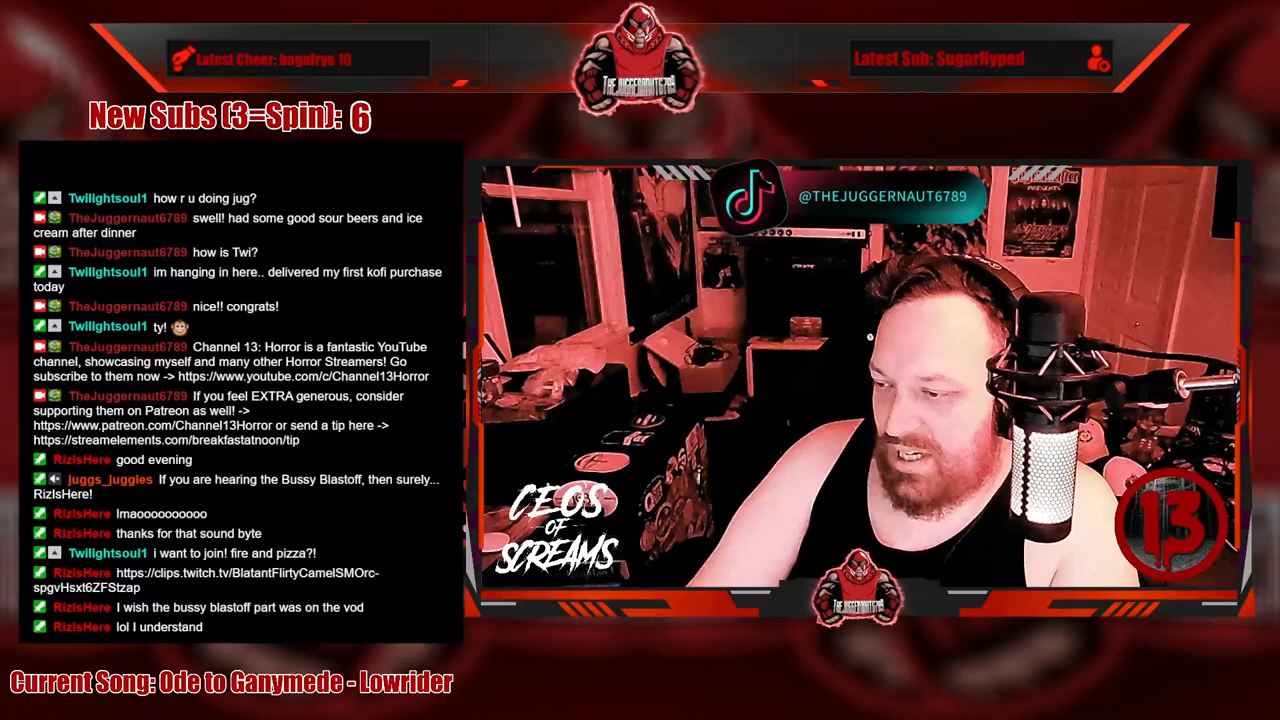 Latest Cheer: bagofrye 10
THEJUGGERNAUT6789
Latest Sub: SugarHyped
New Subs (3=Spin): 6
Twilightsoul1 how r u doing jug?
TheJuggernaut6789 swell! had some good sour beers and ice
cream after dinner
TheJuggernaut6789 how is Twi?
Twilightsoul1 im hanging in here.. delivered my first kofi purchase
today
TheJuggernaut6789 nice!! congrats!
Twilightsoul1 ty!
TheJuggernaut6789 Channel 13: Horror is a fantastic YouTube
channel, showcasing myself and many other Horror Streamers! Go
subscribe to them now -> https://www.youtube.com/c/Channel13Horror
TheJuggernaut6789 If you feel EXTRA generous, consider
supporting them on Patreon as well! ->
https://www.patreon.com/Channel13Horror or send a tip here ->
https://streamelements.com/breakfastatnoon/tip
RizIsHere good evening
juggs_juggles If you are hearing the Bussy Blastoff, then surely...
RizIsHere!
RizIsHere lmaoooooooooo
RizIsHere thanks for that sound byte
Twilightsoul1 i want to join! fire and pizza?!
RizIsHere https://clips.twitch.tv/BlatantFlirtyCamelSMOrc-
spgvHsxt6ZFStzap
RizIsHere I wish the bussy blastoff part was on the vod
RizIsHere lol I understand
Current Song: Ode to Ganymede - Lowrider
@THEJUGGERNAUT6789
PRESENTS
CRATE
CEOS
OF
SCREAMS
13
THEJUGGERNAUT6789